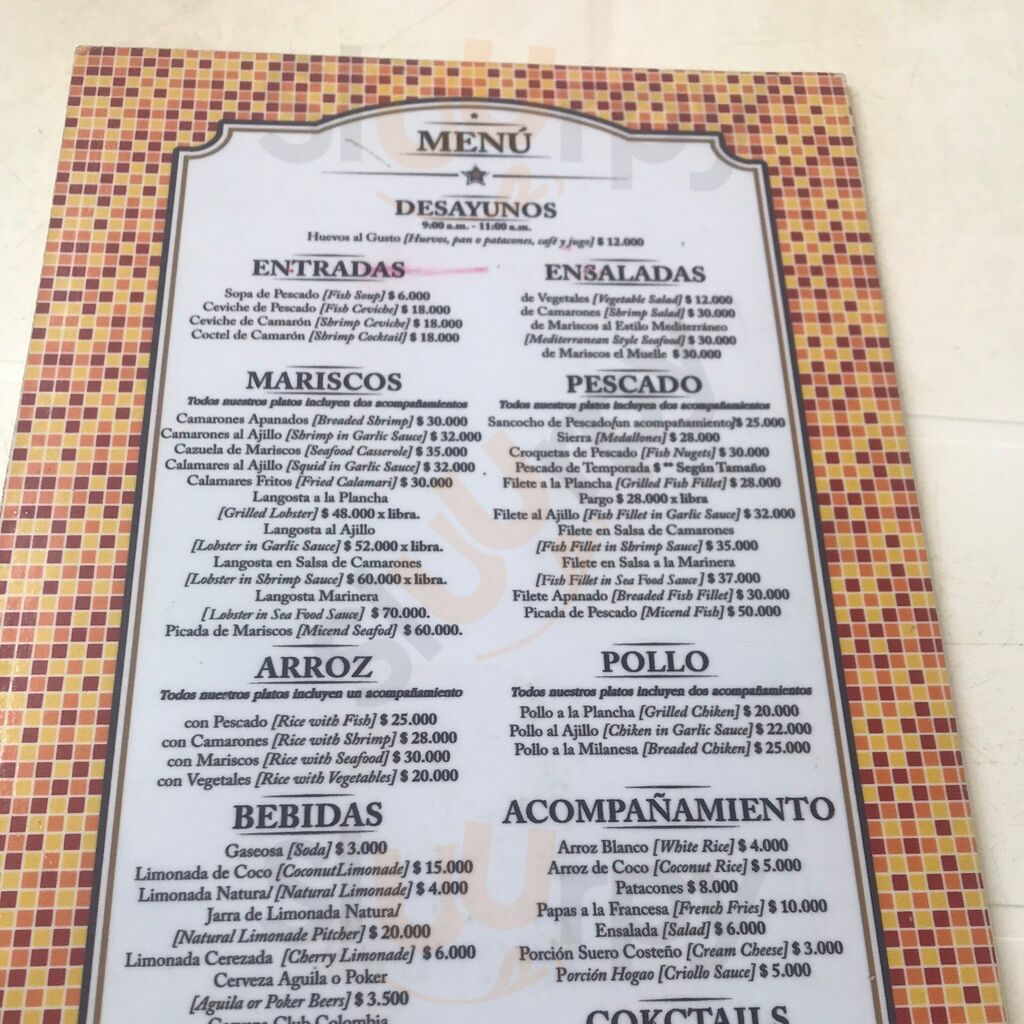 MENÚ
DESAYUNOS
9:00 a.m. - 11:00 a.m.
Huevos al Gusto [Huevos, pan o patacones, café y jugo] $ 12.000
ENTRADAS
Sopa de Pescado [Fish Soup] $ 6.000
Ceviche de Pescado [Fish Ceviche] $ 18.000
Ceviche de Camarón [Shrimp Ceviche] $ 18.000
Coctel de Camarón [Shrimp Cocktail] $ 18.000
ENSALADAS
de Vegetales [Vegetable Salad] $ 12.000
de Camarones [Shrimp Salad] $ 30.000
de Mariscos al Estilo Mediterráneo
[Mediterranean Style Seafood] $ 30.000
de Mariscos el Muelle $ 30.000
MARISCOS
Todos nuestros platos incluyen dos acompañamientos
Camarones Apanados [Breaded Shrimp] $ 30.000
Camarones al Ajillo [Shrimp in Garlic Sauce] $ 32.000
Cazuela de Mariscos [Seafood Casserole] $ 35.000
Calamares al Ajillo [Squid in Garlic Sauce] $ 32.000
Calamares Fritos [Fried Calamari] $ 30.000
Langosta a la Plancha
[Grilled Lobster] $ 48.000 x libra.
Langosta al Ajillo
[Lobster in Garlic Sauce] $ 52.000 x libra.
Langosta en Salsa de Camarones
[Lobster in Shrimp Sauce] $ 60.000 x libra.
Langosta Marinera
[Lobster in Sea Food Sauce] $ 70.000.
Picada de Mariscos [Micend Seafod] $ 60.000.
PESCADO
Todos nuestros platos incluyen dos acompañamientos
Sancocho de Pescado[un acompañamiento]$ 25.000
Sierra [Medallones] $ 28.000
Croquetas de Pescado [Fish Nugets] $ 30.000
Pescado de Temporada $ ** Según Tamaño
Filete a la Plancha [Grilled Fish Fillet] $ 28.000
Pargo $ 28.000 x libra
Filete al Ajillo [Fish Fillet in Garlic Sauce] $ 32.000
Filete en Salsa de Camarones
[Fish Fillet in Shrimp Sauce] $ 35.000
Filete en Salsa a la Marinera
[Fish Fillet in Sea Food Sauce] $ 37.000
Filete Apanado [Breaded Fish Fillet] $ 30.000
Picada de Pescado [Micend Fish] $ 50.000
ARROZ
Todos nuestros platos incluyen un acompañamiento
con Pescado [Rice with Fish] $ 25.000
con Camarones [Rice with Shrimp] $ 28.000
con Mariscos [Rice with Seafood] $ 30.000
con Vegetales [Rice with Vegetables] $ 20.000
POLLO
Todos nuestros platos incluyen dos acompañamientos
Pollo a la Plancha [Grilled Chiken] $ 20.000
Pollo al Ajillo [Chiken in Garlic Sauce] $ 22.000
Pollo a la Milanesa [Breaded Chiken] $ 25.000
BEBIDAS
Gaseosa [Soda] $ 3.000
Limonada de Coco [CoconutLimonade] $ 15.000
Limonada Natural [Natural Limonade] $ 4.000
Jarra de Limonada Natural
[Natural Limonade Pitcher] $ 20.000
Limonada Cerezada [Cherry Limonade] $ 6.000
Cerveza Aguila o Poker
[Aguila or Poker Beers] $ 3.500
Cerveza Club Colombia
ACOMPAÑAMIENTO
Arroz Blanco [White Rice] $ 4.000
Arroz de Coco [Coconut Rice] $ 5.000
Patacones $ 8.000
Papas a la Francesa [French Fries] $ 10.000
Ensalada [Salad] $ 6.000
Porción Suero Costeño [Cream Cheese] $ 3.000
Porción Hogao [Criollo Sauce] $ 5.000
COKCTAILS